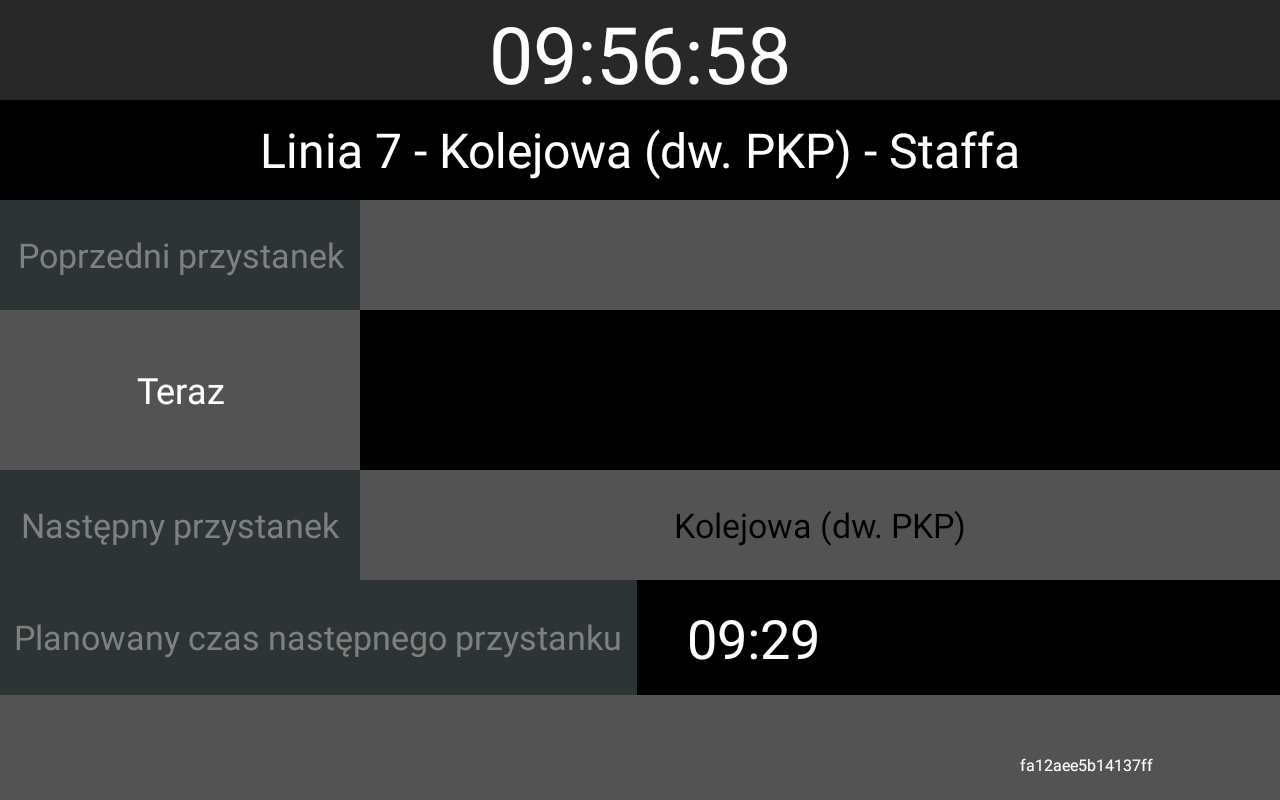 09:56:58
Linia 7 - Kolejowa (dw. PKP) - Staffa
Poprzedni przystanek
Teraz
Następny przystanek
Kolejowa (dw. PKP)
Planowany czas następnego przystanku
09:29
fa12aee5b14137ff